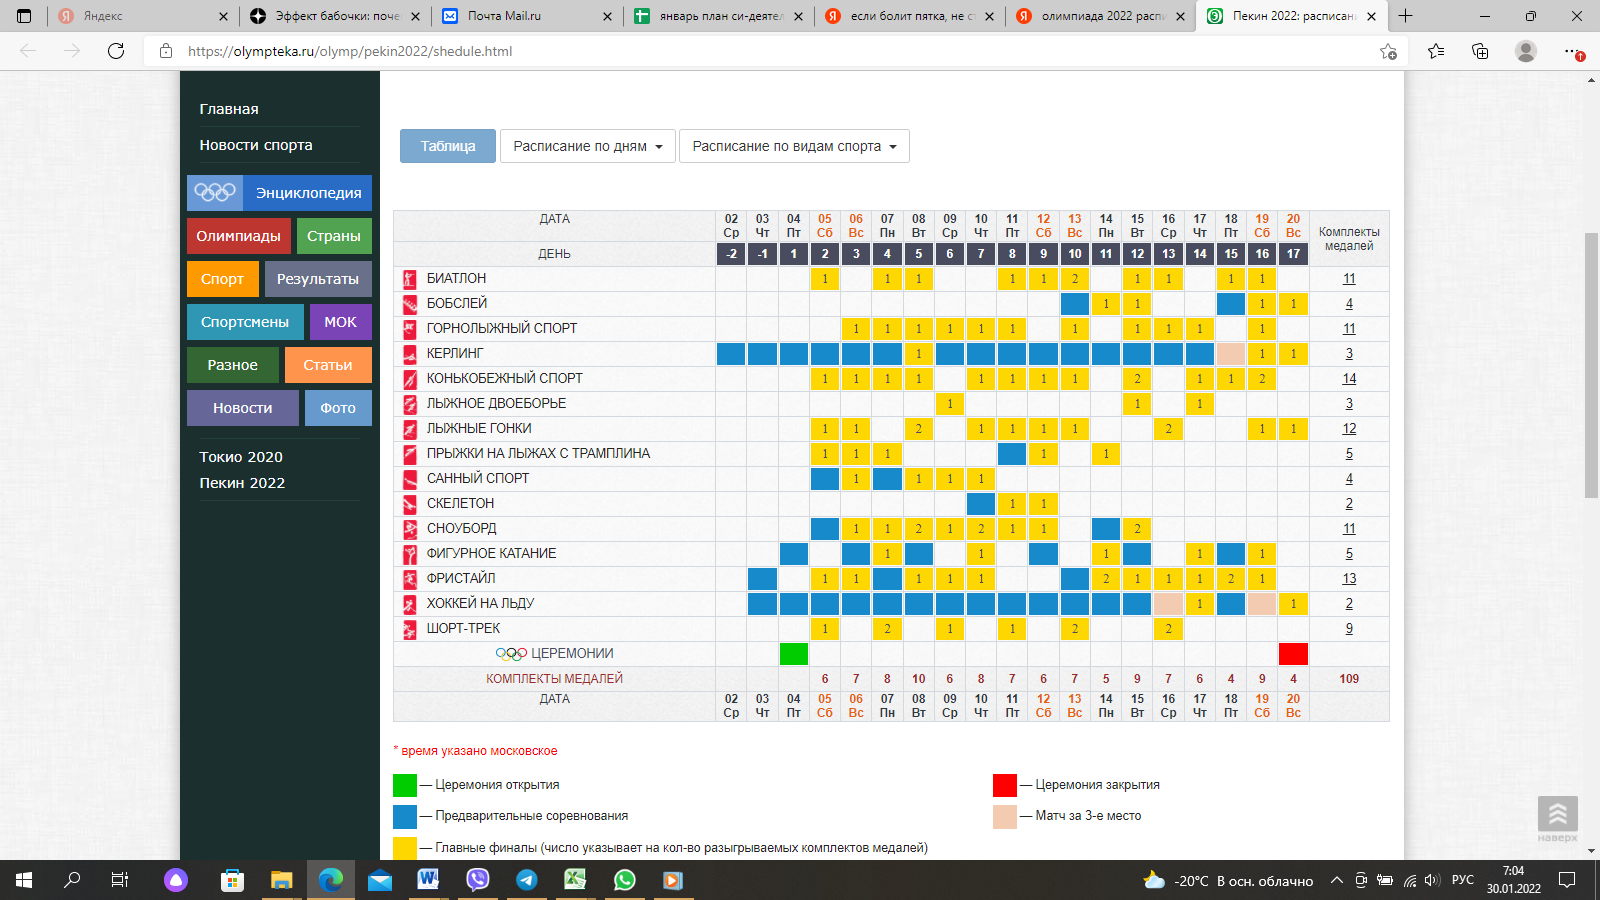 Яндекс
Эффект бабочки: поче
Почта Mail.ru
январь план си-деятел
если болит пятка, не ст
олимпиада 2022 распи
Пекин 2022: расписан
https://olympteka.ru/olymp/pekin2022/shedule.html
Главная
Новости спорта
Энциклопедия
Олимпиады Страны
Спорт Результаты
Спортсмены МОК
Разное Статьи
Новости Фото
Токио 2020
Пекин 2022
Таблица Расписание по дням Расписание по видам спорта
ДАТА 02 03 04 05 06 07 08 09 10 11 12 13 14 15 16 17 18 19 20 Комплекты медалей
Ср Чт Пт Сб Вс Пн Вт Ср Чт Пт Сб Вс Пн Вт Ср Чт Пт Сб Вс
ДЕНЬ -2 -1 1 2 3 4 5 6 7 8 9 10 11 12 13 14 15 16 17
БИАТЛОН 1 1 1 1 1 2 1 1 1 1 11
БОБСЛЕЙ 1 1 1 1 4
ГОРНОЛЫЖНЫЙ СПОРТ 1 1 1 1 1 1 1 1 1 1 1 11
КЕРЛИНГ 1 1 1 3
КОНЬКОБЕЖНЫЙ СПОРТ 1 1 1 1 1 1 1 1 2 1 1 2 14
ЛЫЖНОЕ ДВОЕБОРЬЕ 1 1 1 3
ЛЫЖНЫЕ ГОНКИ 1 1 2 1 1 1 1 2 1 1 12
ПРЫЖКИ НА ЛЫЖАХ С ТРАМПЛИНА 1 1 1 1 1 5
САННЫЙ СПОРТ 1 1 1 1 4
СКЕЛЕТОН 1 1 2
СНОУБОРД 1 1 2 1 2 1 1 2 11
ФИГУРНОЕ КАТАНИЕ 1 1 1 1 1 5
ФРИСТАЙЛ 1 1 1 1 1 2 1 1 1 2 1 13
ХОККЕЙ НА ЛЬДУ 1 1 2
ШОРТ-ТРЕК 1 2 1 1 2 2 9
ЦЕРЕМОНИИ
КОМПЛЕКТЫ МЕДАЛЕЙ 6 7 8 10 6 8 7 6 7 5 9 7 6 4 9 4 109
ДАТА 02 03 04 05 06 07 08 09 10 11 12 13 14 15 16 17 18 19 20
Ср Чт Пт Сб Вс Пн Вт Ср Чт Пт Сб Вс Пн Вт Ср Чт Пт Сб Вс
* время указано московское
— Церемония открытия
— Церемония закрытия
— Предварительные соревнования
— Матч за 3-е место
— Главные финалы (число указывает на кол-во разыгрываемых комплектов медалей)
наверх
-20°C В осн. облачно
РУС
7:04
30.01.2022